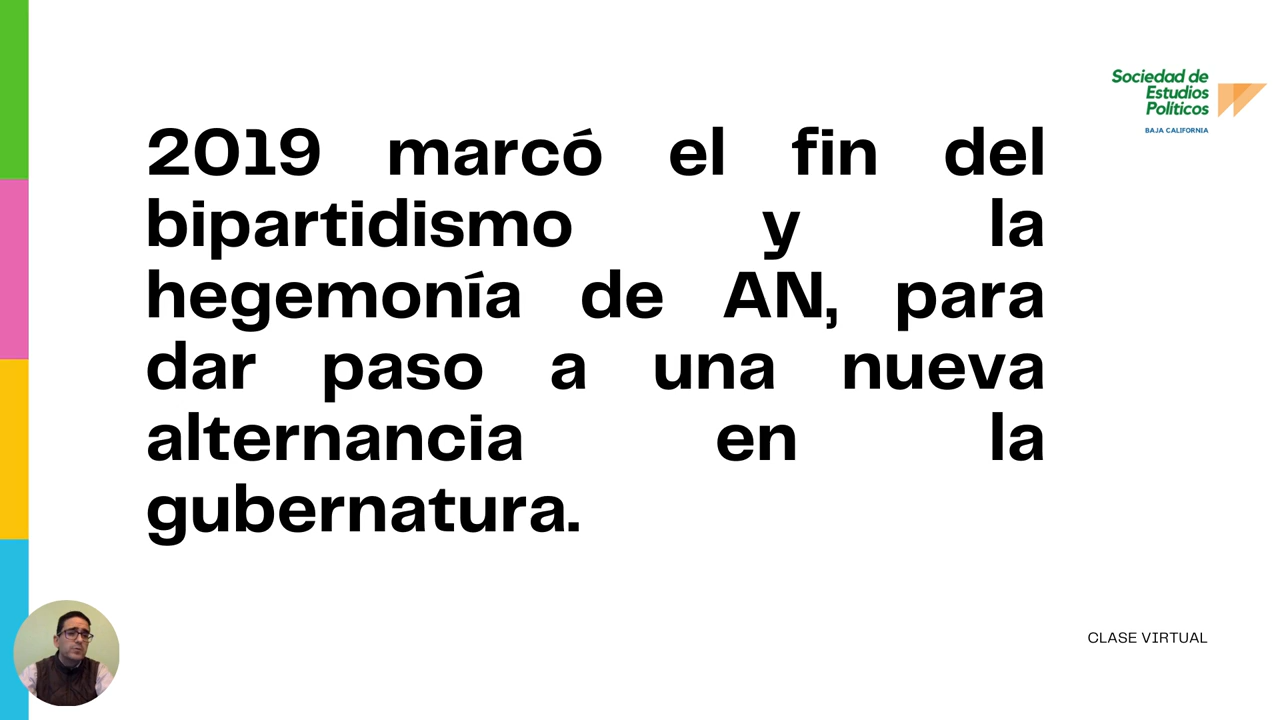 Sociedad de
Estudios
Políticos
BAJA CALIFORNIA
2019 marcó el fin del
bipartidismo y la
hegemonía de AN, para
dar paso a una nueva
alternancia en la
gubernatura.
CLASE VIRTUAL